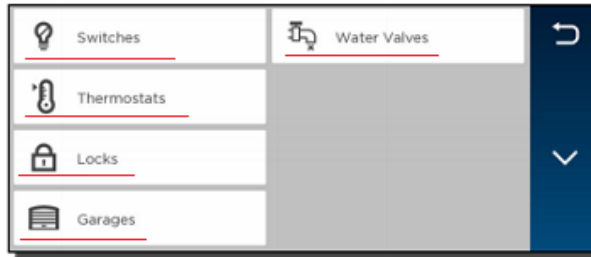 Switches
Water Valves
Thermostats
Locks
Garages